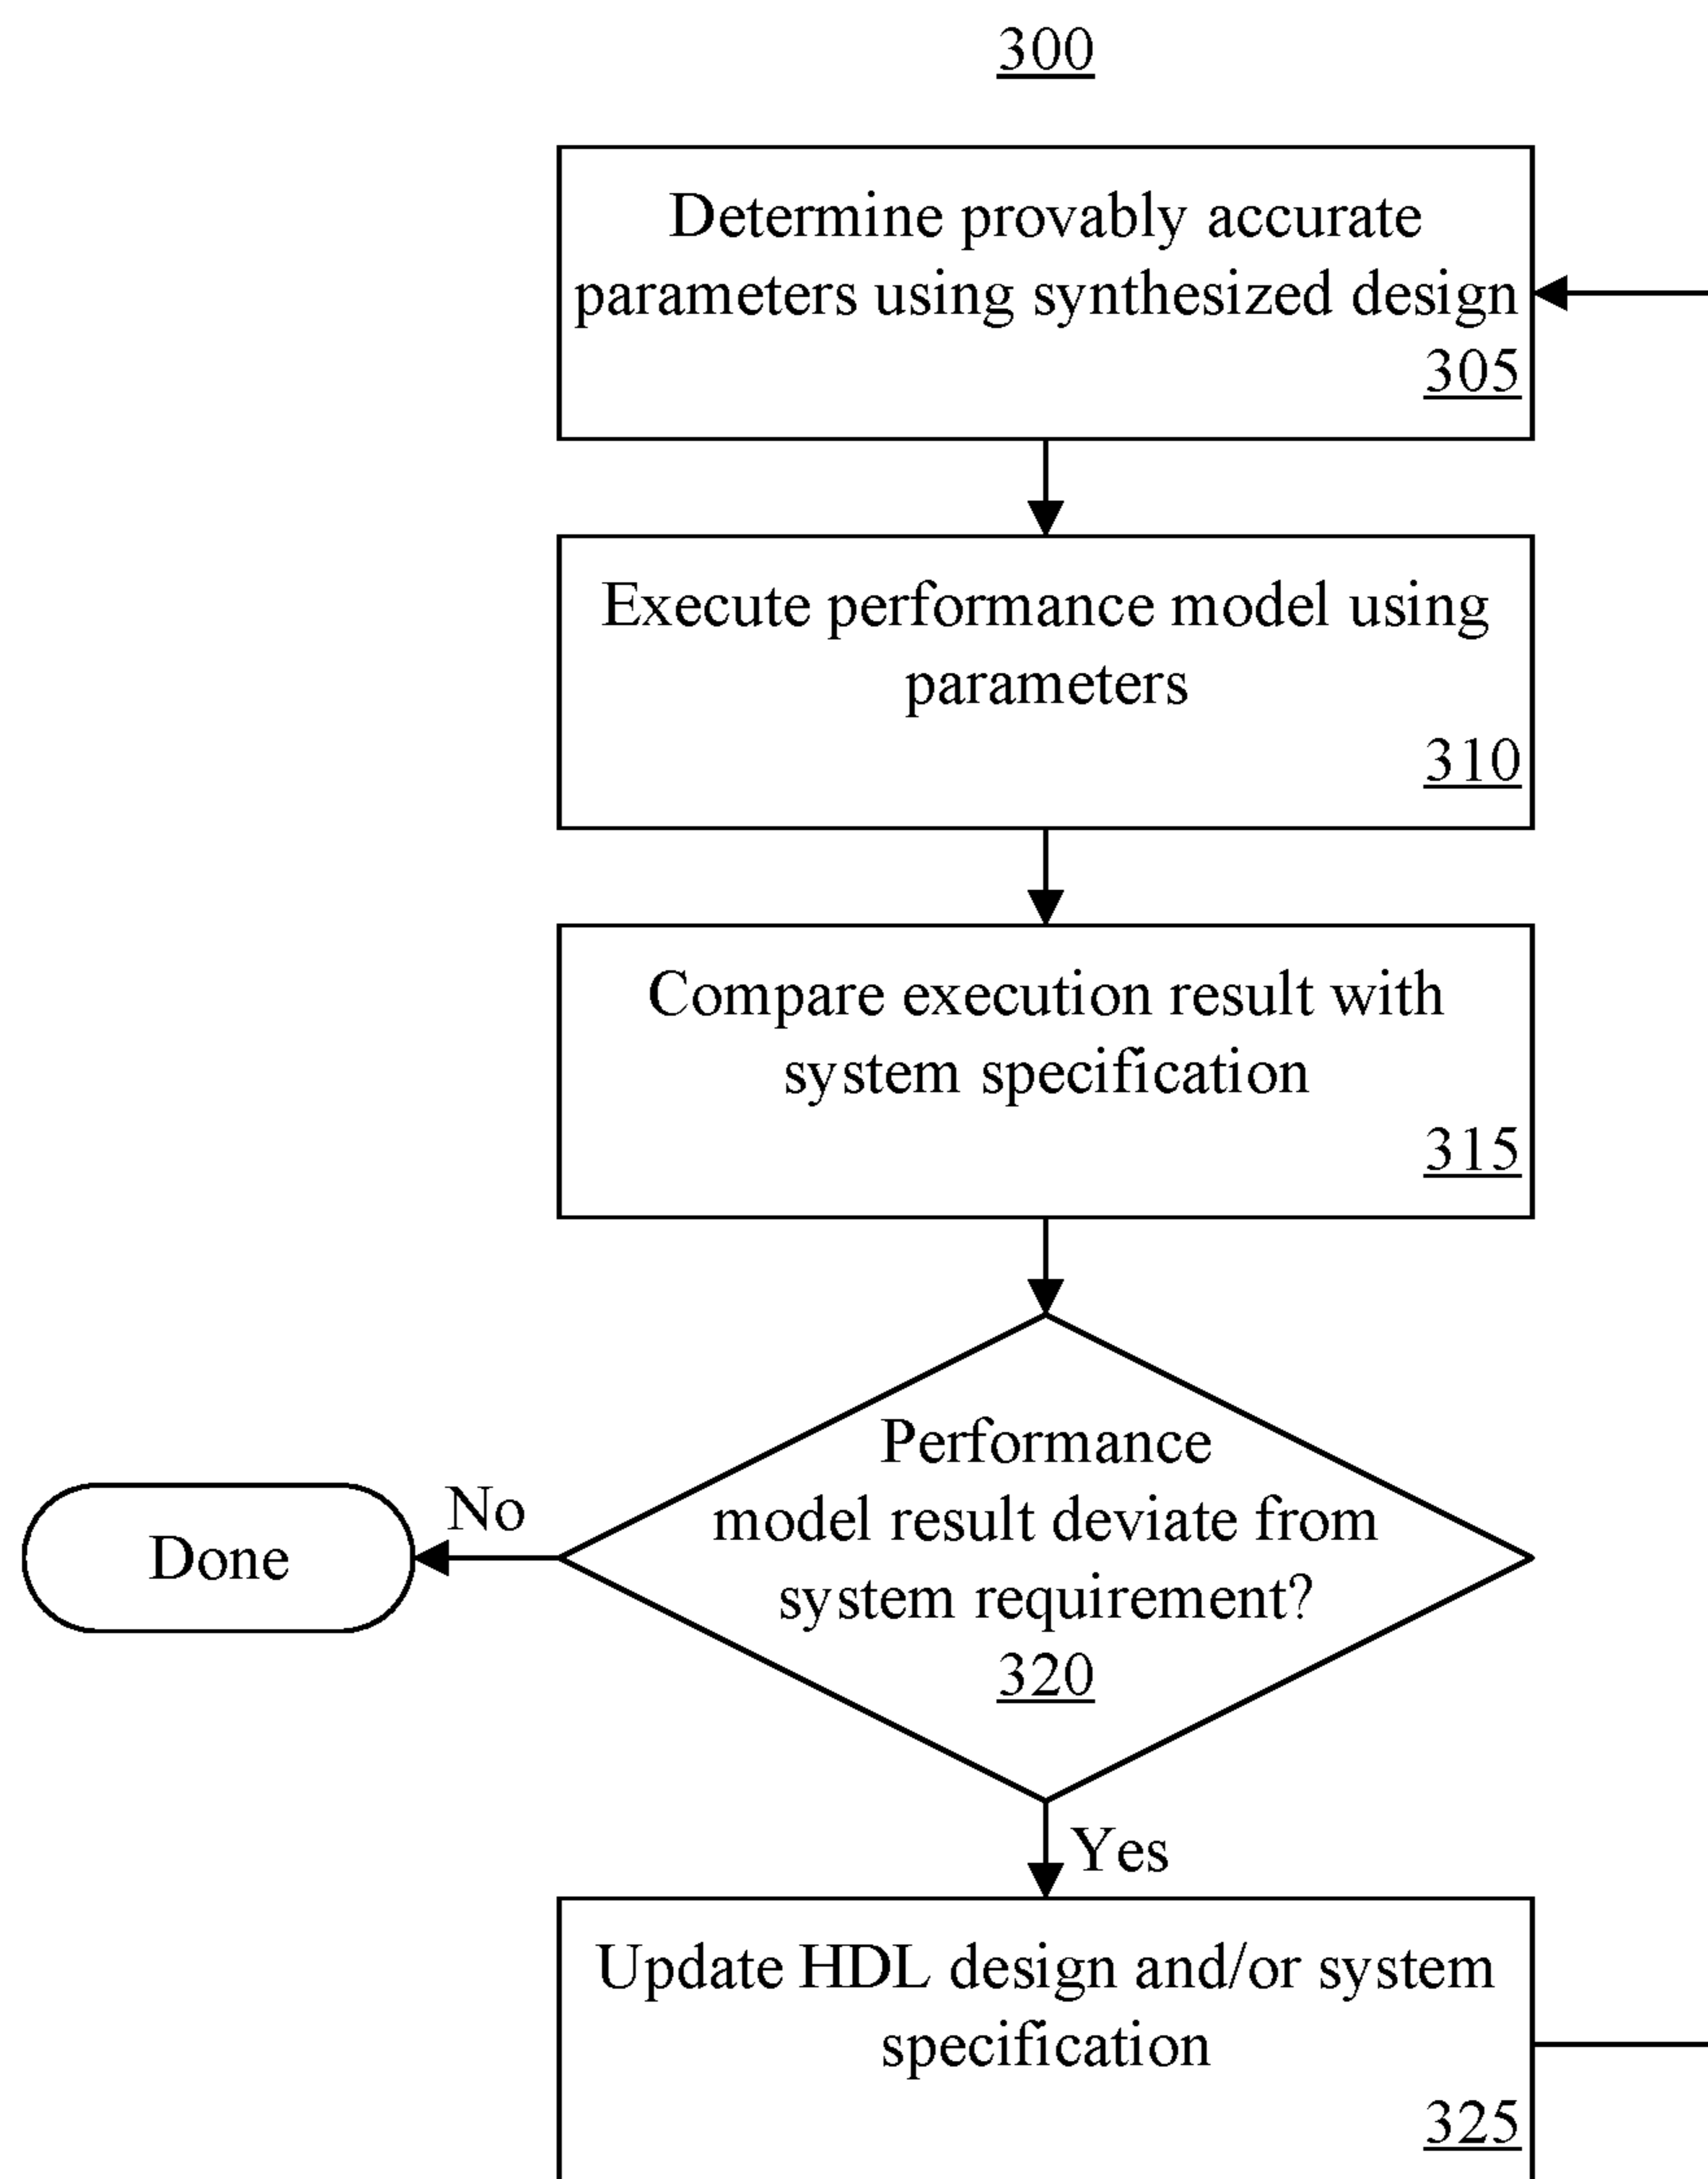 300
Determine provably accurate
parameters using synthesized design
305
Execute performance model using
parameters
310
Compare execution result with
system specification
315
Performance
model result deviate from
system requirement?
320
No
Done
Yes
Update HDL design and/or system
specification
325